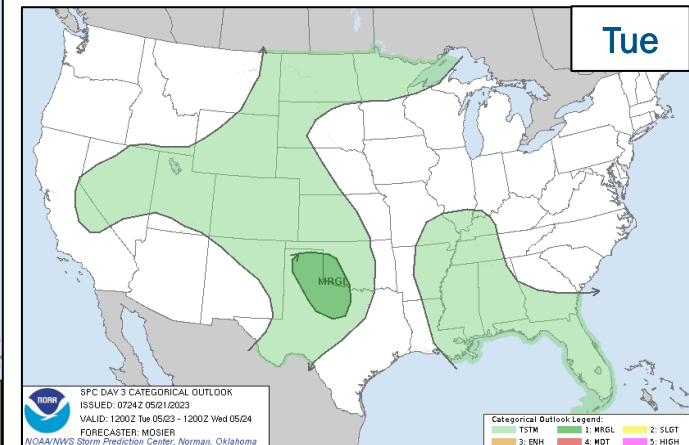 Tue
MRGL
NOAA
SPC DAY 3 CATEGORICAL OUTLOOK
ISSUED: 0724Z 05/21/2023
VALID: 1200Z Tue 05/23 - 1200Z Wed 05/24
FORECASTER: MOSIER
NOAA/NWS Storm Prediction Center, Norman, Oklahoma
Categorical Outlook Legend:
TSTM 1: MRGL 2: SLGT
3: ENH 4: MDT 5: HIGH